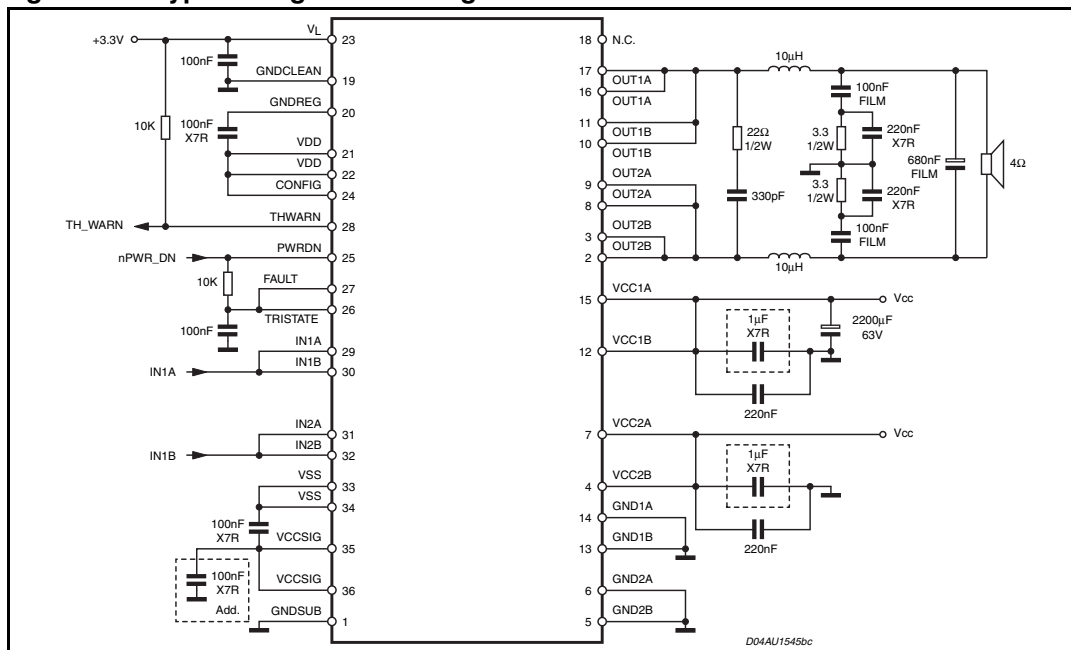 +3.3V
VL
23
18 N.C.
100nF
GNDCLEAN
19
GNDREG
20
10K
100nF
X7R
VDD
21
VDD
22
CONFIG
24
TH_WARN
THWARN
28
nPWR_DN
PWRDN
25
10K
FAULT
27
TRISTATE
26
100nF
IN1A
29
IN1A
IN1B
30
IN2A
31
IN1B
IN2B
32
VSS
33
VSS
34
100nF
X7R
VCCSIG
35
100nF
X7R
Add.
VCCSIG
36
GNDSUB
1
17
OUT1A
16
OUT1A
11
OUT1B
10
OUT1B
9
OUT2A
OUT2A
8
OUT2B
3
OUT2B
2
10µH
22Ω
1/2W
330pF
100nF
FILM
3.3
1/2W
220nF
X7R
3.3
1/2W
220nF
X7R
100nF
FILM
680nF
FILM
4Ω
10µH
15
VCC1A
Vcc
1µF
X7R
2200µF
63V
12
VCC1B
220nF
7
VCC2A
Vcc
1µF
X7R
4
VCC2B
220nF
14
GND1A
13
GND1B
6
GND2A
5
GND2B
D04AU1545bc